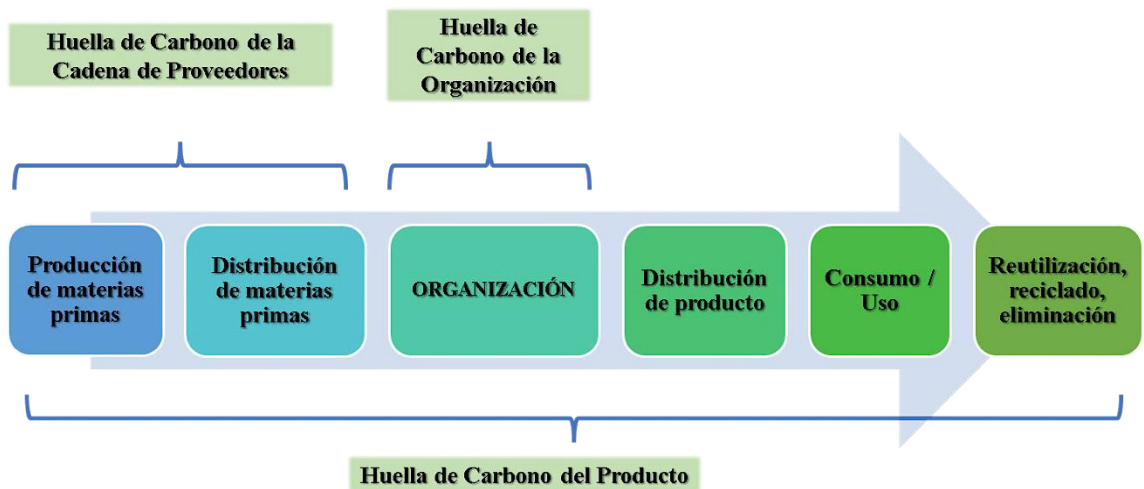 Huella de Carbono de la
Cadena de Proveedores
Huella de
Carbono de la
Organización
Producción
de materias
primas
Distribución
de materias
primas
ORGANIZACIÓN
Distribución
de producto
Consumo /
Uso
Reutilización,
reciclado,
eliminación
Huella de Carbono del Producto